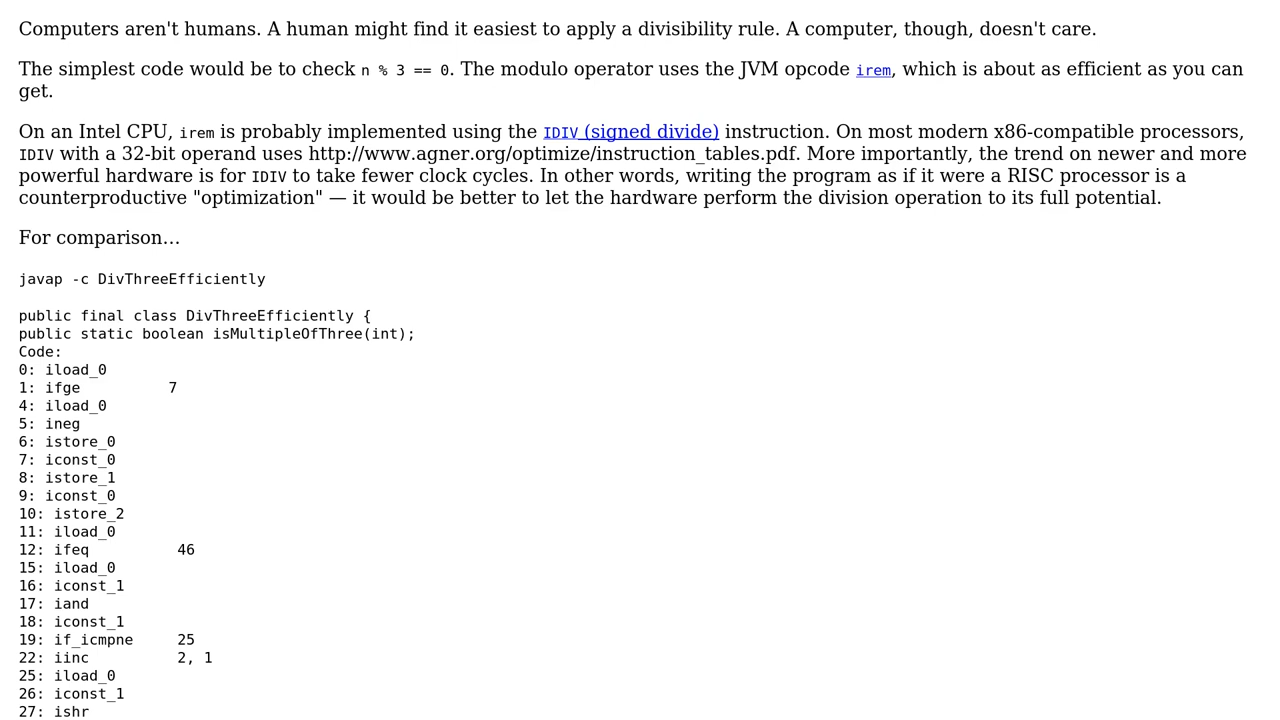 Computers aren't humans. A human might find it easiest to apply a divisibility rule. A computer, though, doesn't care.
The simplest code would be to check n % 3 == 0. The modulo operator uses the JVM opcode irem, which is about as efficient as you can
get.
On an Intel CPU, irem is probably implemented using the IDIV (signed divide) instruction. On most modern x86-compatible processors,
IDIV with a 32-bit operand uses http://www.agner.org/optimize/instruction_tables.pdf. More importantly, the trend on newer and more
powerful hardware is for IDIV to take fewer clock cycles. In other words, writing the program as if it were a RISC processor is a
counterproductive "optimization" — it would be better to let the hardware perform the division operation to its full potential.
For comparison…
javap -c DivThreeEfficiently
public final class DivThreeEfficiently {
public static boolean isMultipleOfThree(int);
Code:
0: iload_0
1: ifge          7
4: iload_0
5: ineg
6: istore_0
7: iconst_0
8: istore_1
9: iconst_0
10: istore_2
11: iload_0
12: ifeq          46
15: iload_0
16: iconst_1
17: iand
18: iconst_1
19: if_icmpne     25
22: iinc          2, 1
25: iload_0
26: iconst_1
27: ishr